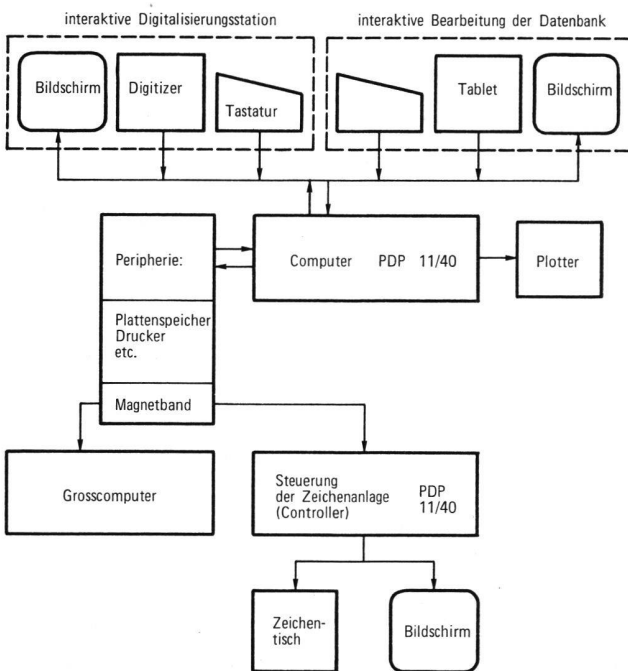 interaktive Digitalisierungsstation
interaktive Bearbeitung der Datenbank
Bildschirm
Digitizer
Tastatur
Tablet
Bildschirm
Peripherie:
Computer PDP 11/40
Plotter
Plattenspeicher
Drucker
etc.
Magnetband
Grosscomputer
Steuerung
der Zeichenanlage
(Controller)
PDP
11/40
Zeichen-
tisch
Bildschirm